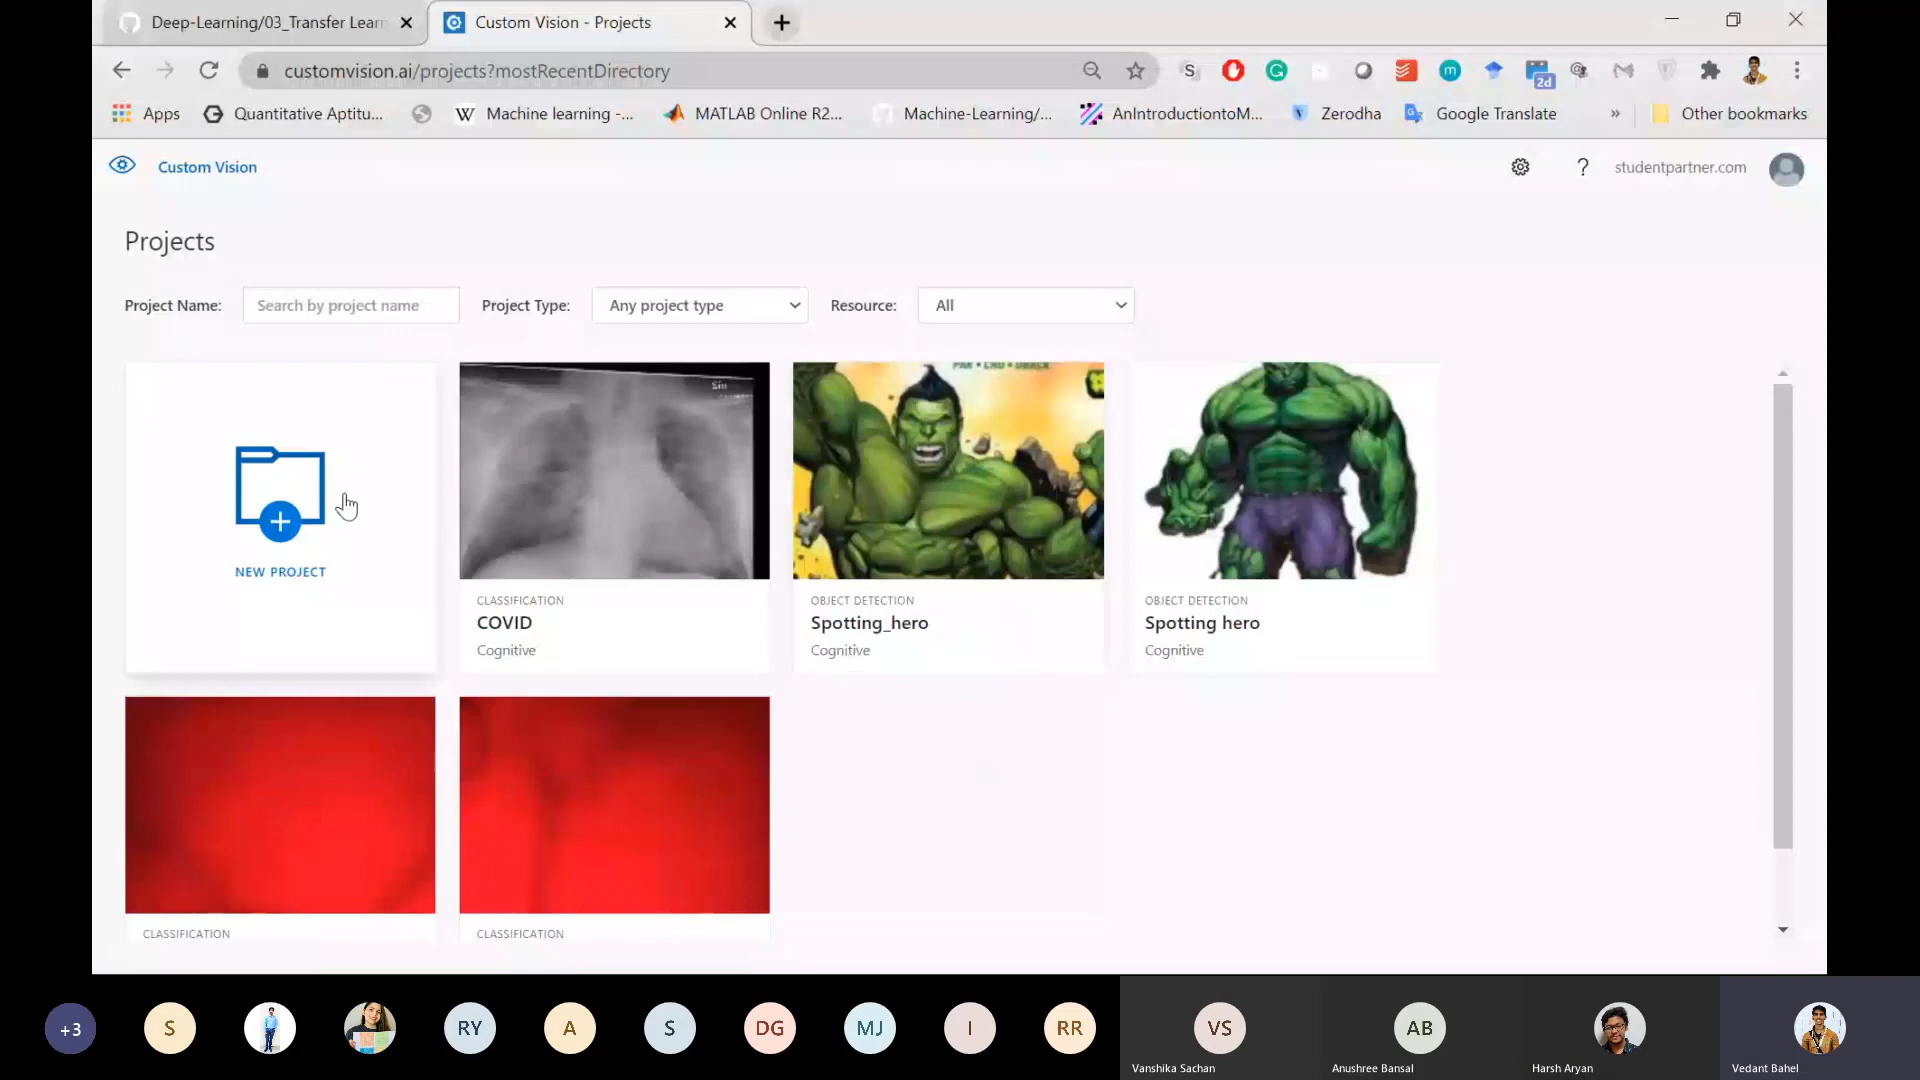 Deep-Learning/03_Transfer Lear
Custom Vision - Projects
customvision.ai/projects?mostRecentDirectory
2d
Apps
Quantitative Aptitu...
Machine learning -...
MATLAB Online R2...
Machine-Learning/...
AnIntroductiontoM...
Zerodha
Google Translate
»
Other bookmarks
Custom Vision
?
studentpartner.com
Projects
Project Name:
Search by project name
Project Type:
Any project type
Resource:
All
NEW PROJECT
CLASSIFICATION
COVID
Cognitive
OBJECT DETECTION
Spotting_hero
Cognitive
OBJECT DETECTION
Spotting hero
Cognitive
CLASSIFICATION
CLASSIFICATION
+3
S
RY
A
S
DG
MJ
I
RR
VS
Vanshika Sachan
AB
Anushree Bansal
Harsh Aryan
Vedant Bahel